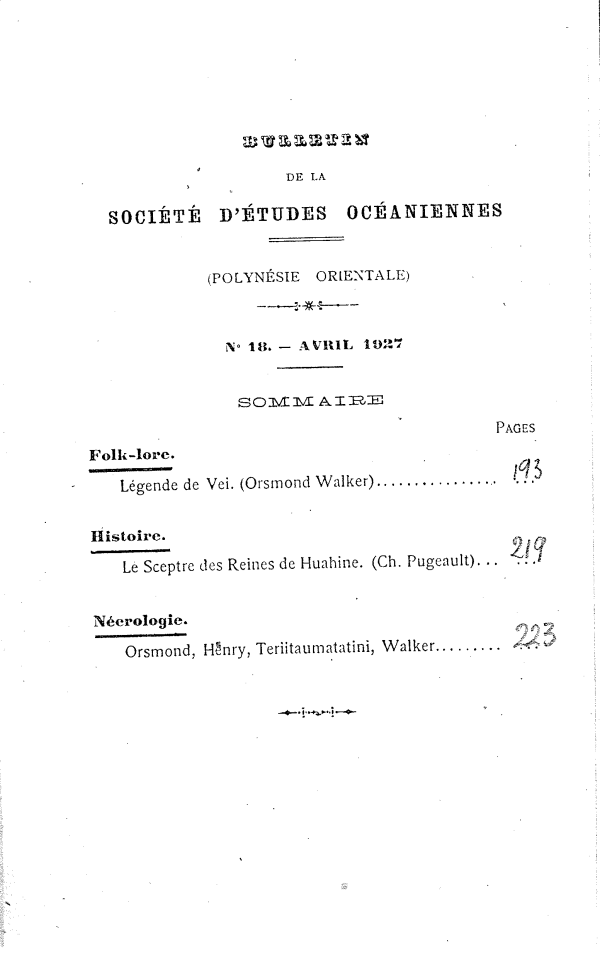 BULLETIN
DE LA
SOCIÉTÉ D'ÉTUDES OCÉANIENNES
(POLYNÉSIE ORIENTALE)
N° 18. — AVRIL 1927
SOMMAIRE
PAGES
Folk-lore.
Légende de Vei. (Orsmond Walker)................ 193
Histoire.
Le Sceptre des Reines de Huahine. (Ch. Pugeault)... 219
Nécrologie.
Orsmond, Henry, Teriitaumatatini, Walker......... 223